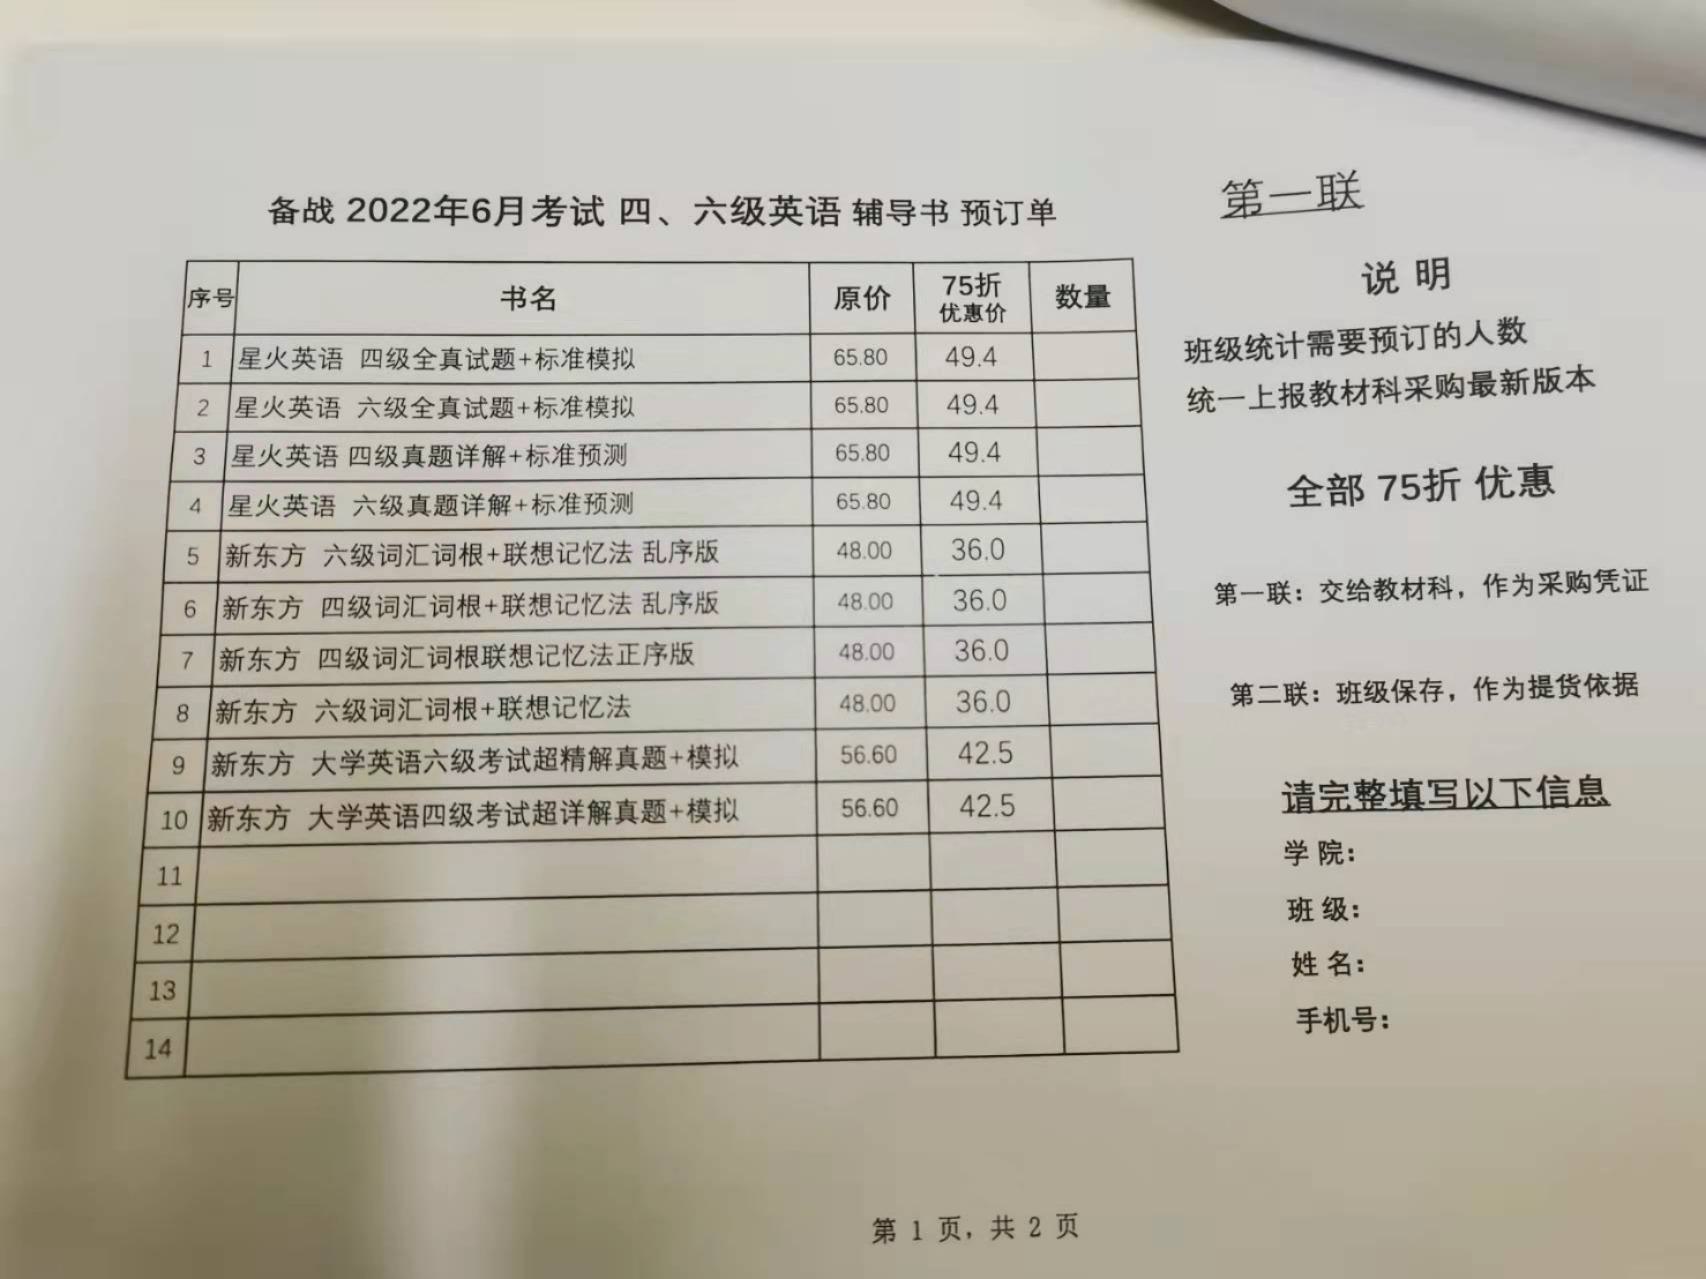 备战 2022年6月考试 四、六级英语 辅导书 预订单
序号 书名 原价 75折 优惠价 数量
1 星火英语 四级全真试题+标准模拟 65.80 49.4
2 星火英语 六级全真试题+标准模拟 65.80 49.4
3 星火英语 四级真题详解+标准预测 65.80 49.4
4 星火英语 六级真题详解+标准预测 65.80 49.4
5 新东方 六级词汇词根+联想记忆法 乱序版 48.00 36.0
6 新东方 四级词汇词根+联想记忆法 乱序版 48.00 36.0
7 新东方 四级词汇词根联想记忆法正序版 48.00 36.0
8 新东方 六级词汇词根+联想记忆法 48.00 36.0
9 新东方 大学英语六级考试超精解真题+模拟 56.60 42.5
10 新东方 大学英语四级考试超详解真题+模拟 56.60 42.5
11
12
13
14
第一联
说 明
班级统计需要预订的人数
统一上报教材科采购最新版本
全部 75折 优惠
第一联：交给教材科，作为采购凭证
第二联：班级保存，作为提货依据
请完整填写以下信息
学 院：
班 级：
姓 名：
手机号：
第 1 页，共 2 页